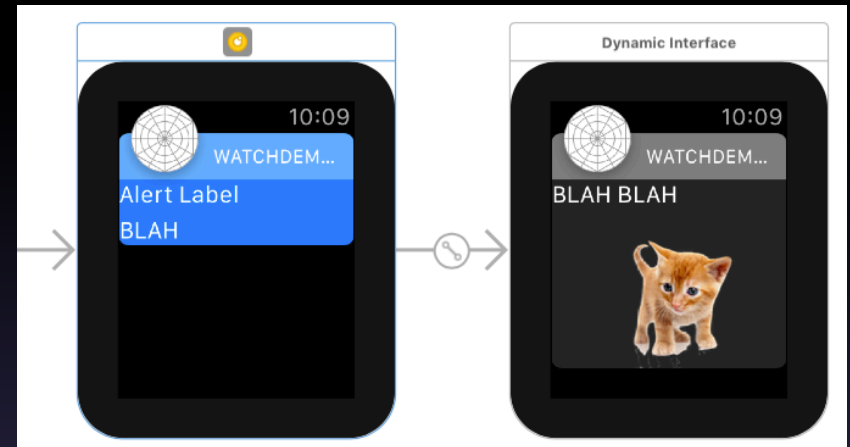 10:09
WATCHDEM...
Alert Label
BLAH
Dynamic Interface
10:09
WATCHDEM...
BLAH BLAH